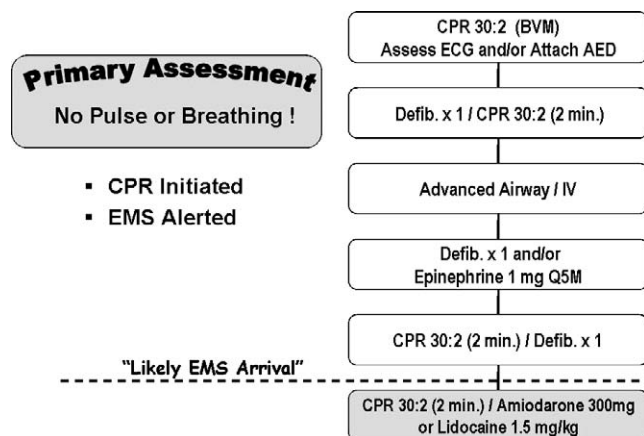 Primary Assessment
No Pulse or Breathing !
▪ CPR Initiated
▪ EMS Alerted
CPR 30:2 (BVM)
Assess ECG and/or Attach AED
Defib. x 1 / CPR 30:2 (2 min.)
Advanced Airway / IV
Defib. x 1 and/or
Epinephrine 1 mg Q5M
CPR 30:2 (2 min.) / Defib. x 1
"Likely EMS Arrival"
CPR 30:2 (2 min.) / Amiodarone 300mg
or Lidocaine 1.5 mg/kg